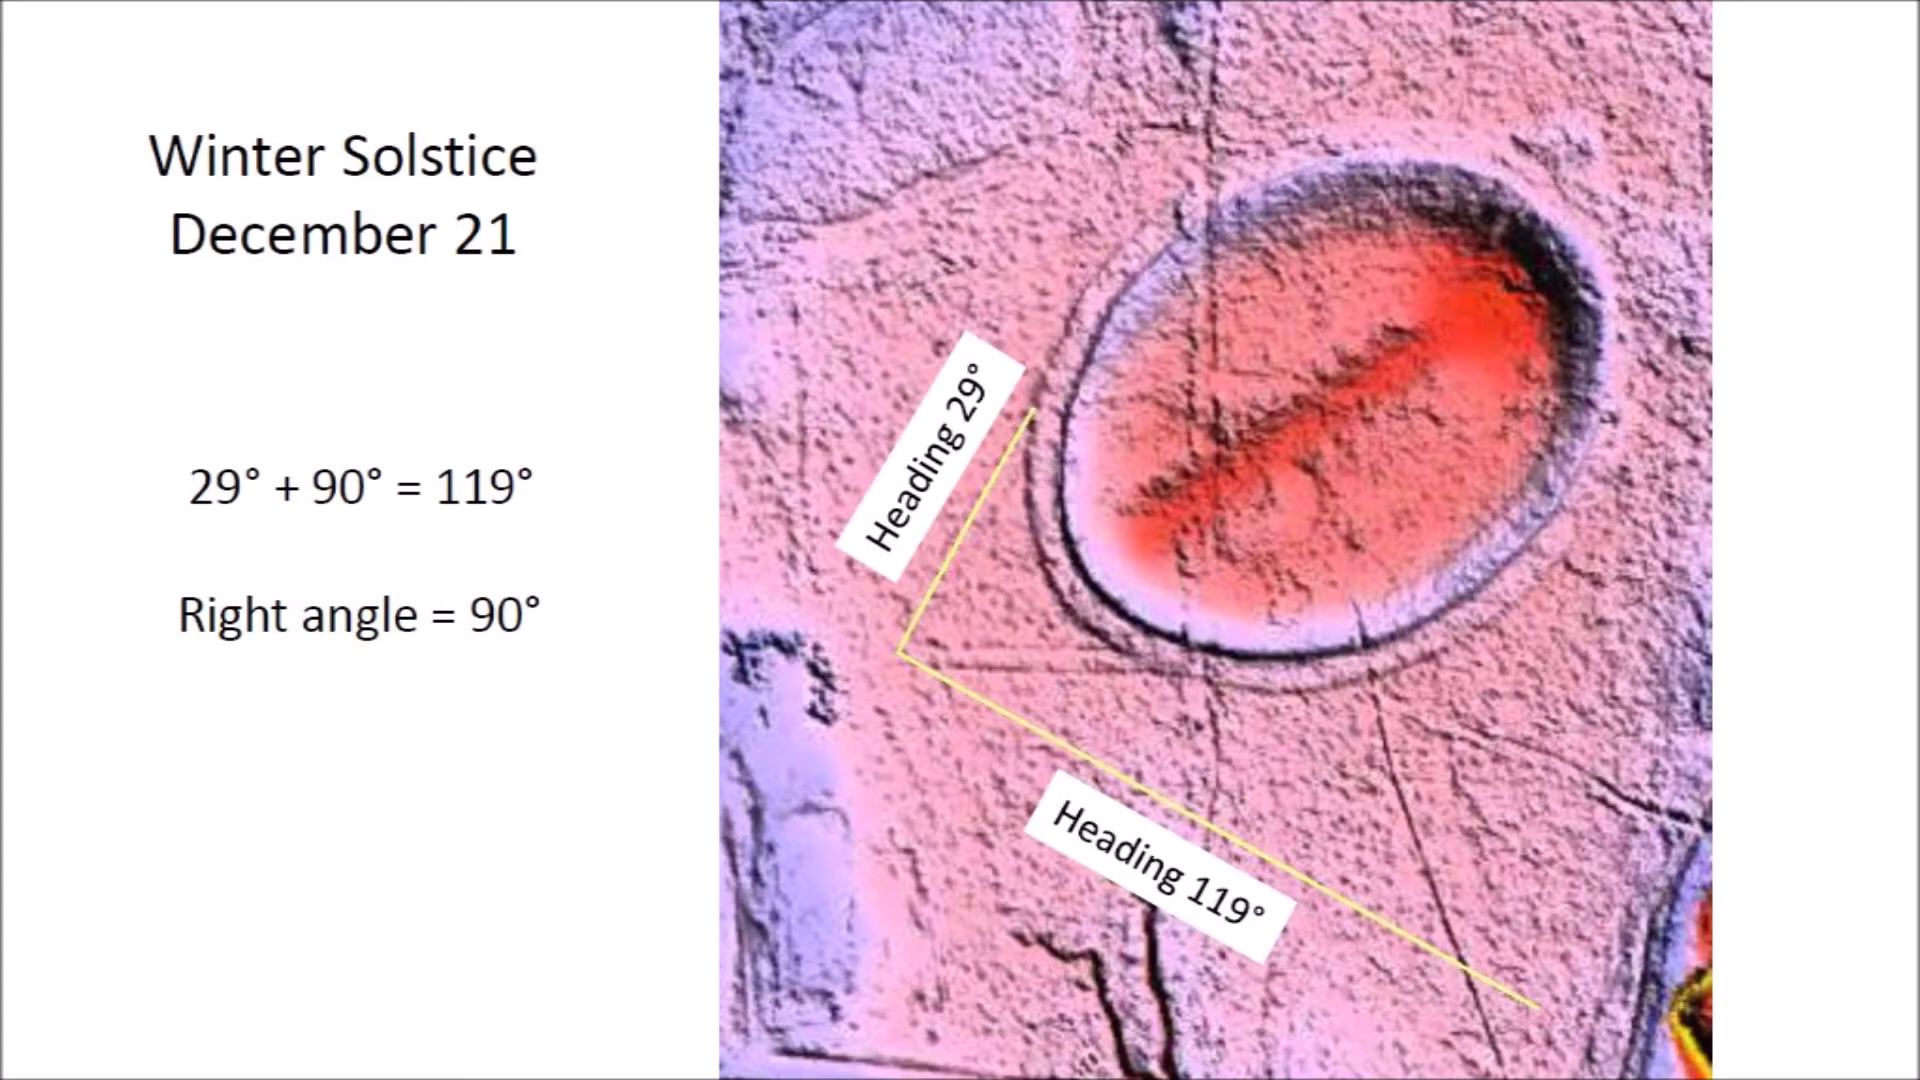 Winter Solstice
December 21
29° + 90° = 119°
Right angle = 90°
Heading 29°
Heading 119°